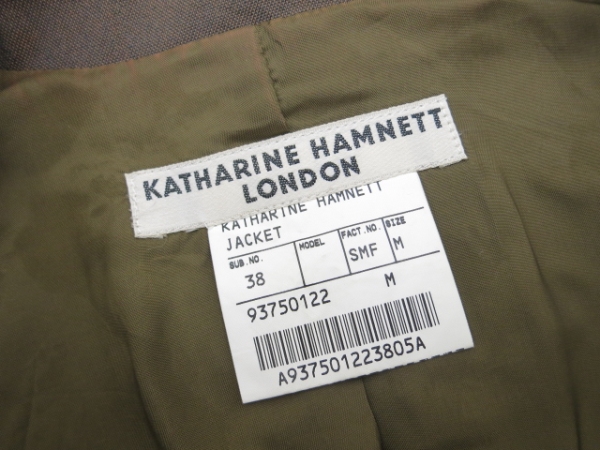 KATHARINE HAMNETT
LONDON
KATHARINE HAMNETT
JACKET
SUB.NO. MODEL FACT.NO. SIZE
38 SMF M
93750122 M
A937501223805A